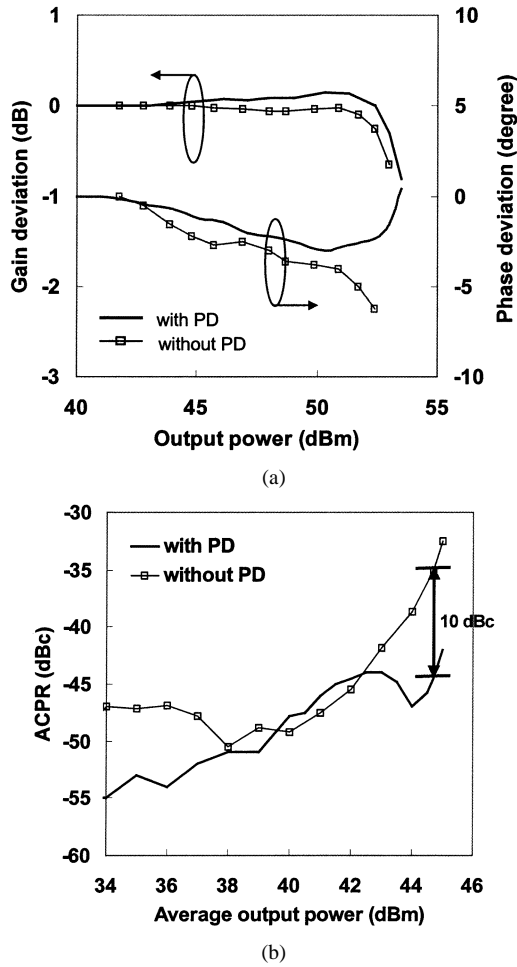 1
0
-1
-2
-3
Gain deviation (dB)
10
5
0
-5
-10
Phase deviation (degree)
with PD
without PD
40 45 50 55
Output power (dBm)
(a)
-30
-35
-40
-45
-50
-55
-60
ACPR (dBc)
with PD
without PD
10 dBc
34 36 38 40 42 44 46
Average output power (dBm)
(b)